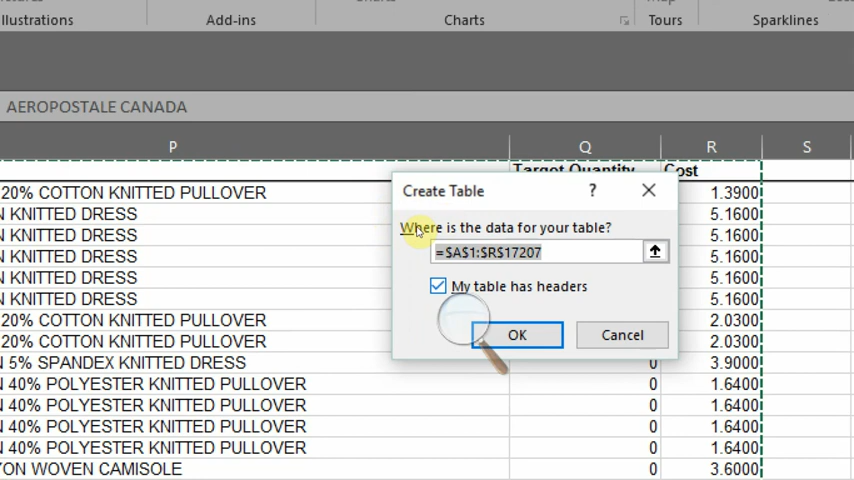 Illustrations Add-ins Charts Tours Sparklines
AEROPOSTALE CANADA
P Q R S
Target Quantity Cost
20% COTTON KNITTED PULLOVER 1.3900
N KNITTED DRESS 5.1600
N KNITTED DRESS 5.1600
N KNITTED DRESS 5.1600
N KNITTED DRESS 5.1600
N KNITTED DRESS 5.1600
20% COTTON KNITTED PULLOVER 2.0300
20% COTTON KNITTED PULLOVER 2.0300
N 5% SPANDEX KNITTED DRESS 0 3.9000
N 40% POLYESTER KNITTED PULLOVER 0 1.6400
N 40% POLYESTER KNITTED PULLOVER 0 1.6400
N 40% POLYESTER KNITTED PULLOVER 0 1.6400
N 40% POLYESTER KNITTED PULLOVER 0 1.6400
YON WOVEN CAMISOLE 0 3.6000
Create Table ?
Where is the data for your table?
=$A$1:$R$17207
My table has headers
OK Cancel